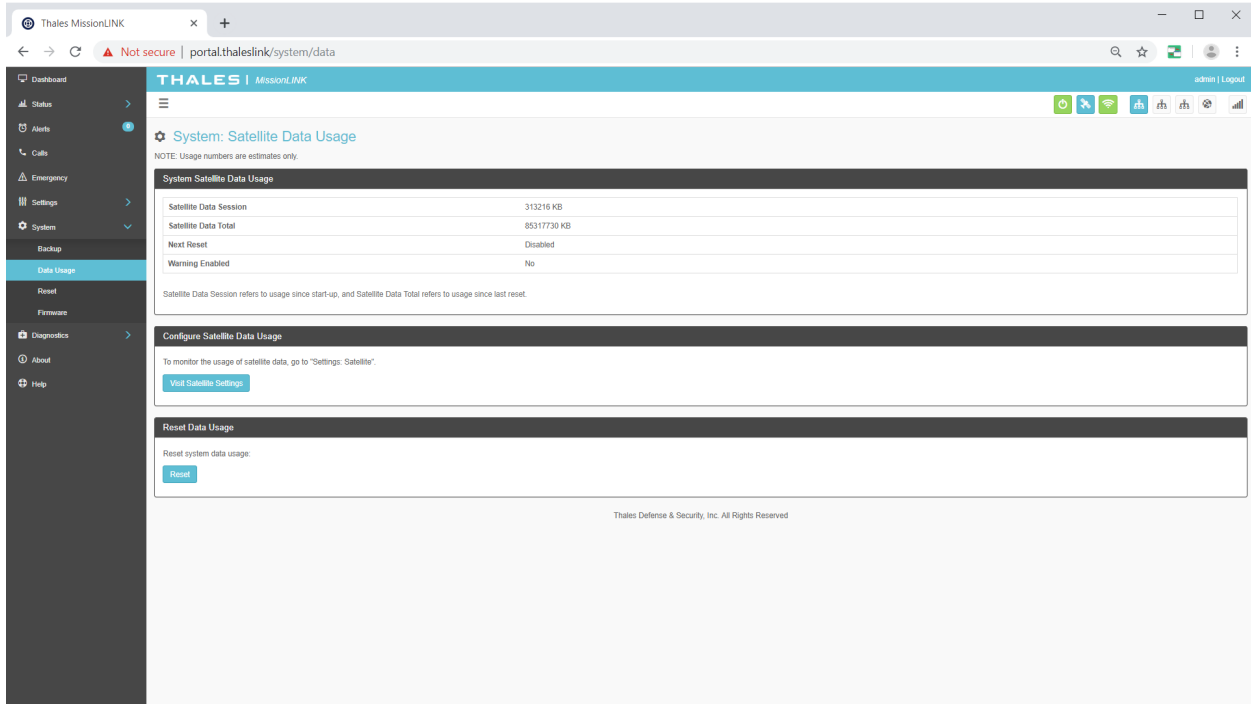 Thales MissionLINK
Not secure | portal.thaleslink/system/data
Dashboard
Status
Alerts 0
Calls
Emergency
Settings
System
Backup
Data Usage
Reset
Firmware
Diagnostics
About
Help
THALES | MissionLINK
admin | Logout
System: Satellite Data Usage
NOTE: Usage numbers are estimates only.
System Satellite Data Usage
Satellite Data Session 313216 KB
Satellite Data Total 85317730 KB
Next Reset Disabled
Warning Enabled No
Satellite Data Session refers to usage since start-up, and Satellite Data Total refers to usage since last reset.
Configure Satellite Data Usage
To monitor the usage of satellite data, go to "Settings: Satellite".
Visit Satellite Settings
Reset Data Usage
Reset system data usage:
Reset
Thales Defense & Security, Inc. All Rights Reserved